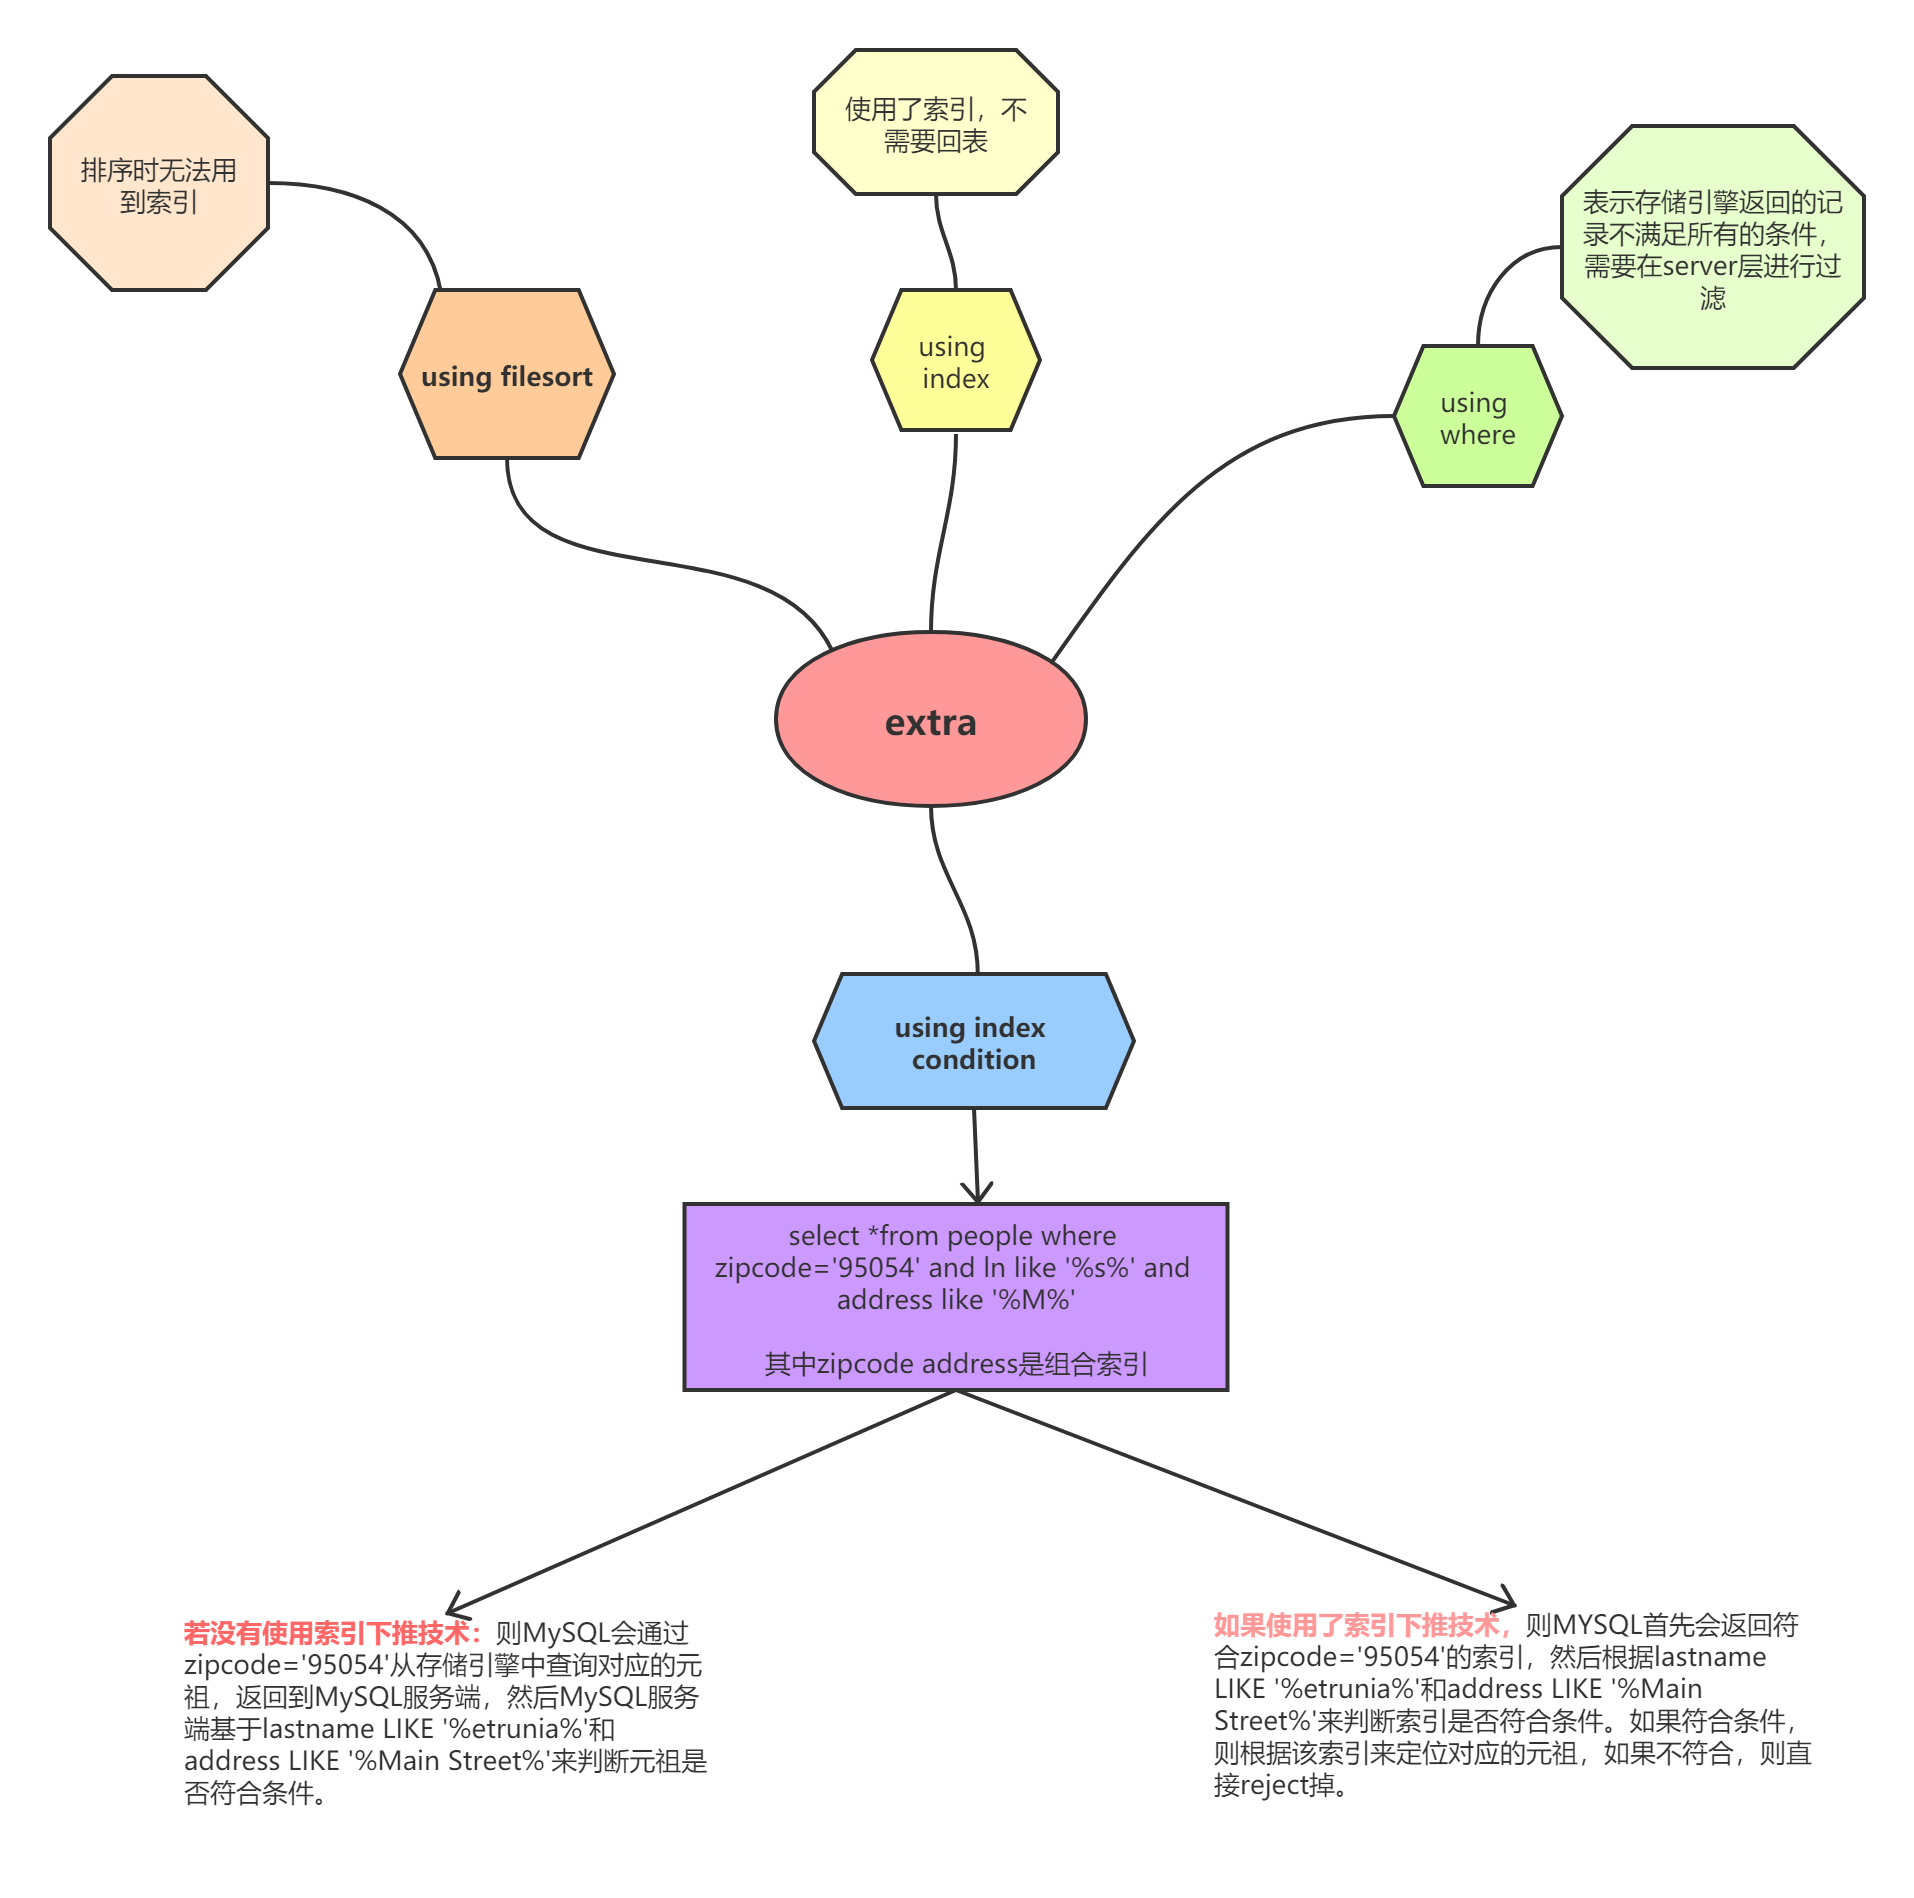 排序时无法用
到索引
使用了索引，不
需要回表
表示存储引擎返回的记
录不满足所有的条件，
需要在server层进行过
滤
using filesort
using
index
using
where
extra
using index
condition
select *from people where
zipcode='95054' and ln like '%s%' and
address like '%M%'
其中zipcode address是组合索引
若没有使用索引下推技术：则MySQL会通过
zipcode='95054'从存储引擎中查询对应的元
祖，返回到MySQL服务端，然后MySQL服务
端基于lastname LIKE '%etrunia%'和
address LIKE '%Main Street%'来判断元祖是
否符合条件。
如果使用了索引下推技术，则MYSQL首先会返回符
合zipcode='95054'的索引，然后根据lastname
LIKE '%etrunia%'和address LIKE '%Main
Street%'来判断索引是否符合条件。如果符合条件，
则根据该索引来定位对应的元祖，如果不符合，则直
接reject掉。